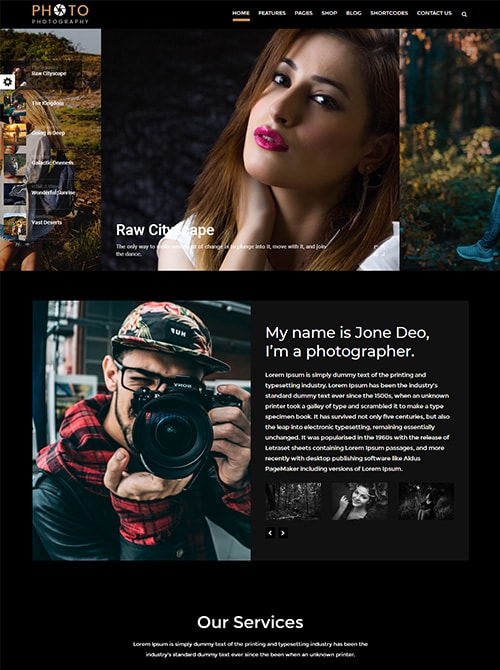 PHOTO
PHOTOGRAPHY
HOME FEATURES PAGES SHOP BLOG SHORTCODES CONTACT US
Raw Cityscape
The Kingdom
Going is Deep
Galactic Oneness
Wonderful Sunrise
Vast Deserts
Raw Cityscape
The only way to make sense out of change is to plunge into it, move with it, and join
the dance.
RUN
My name is Jone Deo,
I'm a photographer.
Lorem Ipsum is simply dummy text of the printing and
typesetting industry. Lorem Ipsum has been the industry's
standard dummy text ever since the 1500s, when an unknown
printer took a galley of type and scrambled it to make a type
specimen book. It has survived not only five centuries, but also
the leap into electronic typesetting, remaining essentially
unchanged. It was popularised in the 1960s with the release of
Letraset sheets containing Lorem Ipsum passages, and more
recently with desktop publishing software like Aldus
PageMaker including versions of Lorem Ipsum.
Our Services
Lorem Ipsum is simply dummy text of the printing and typesetting industry has been the
industry's standard dummy text ever since the been when an unknown printer.